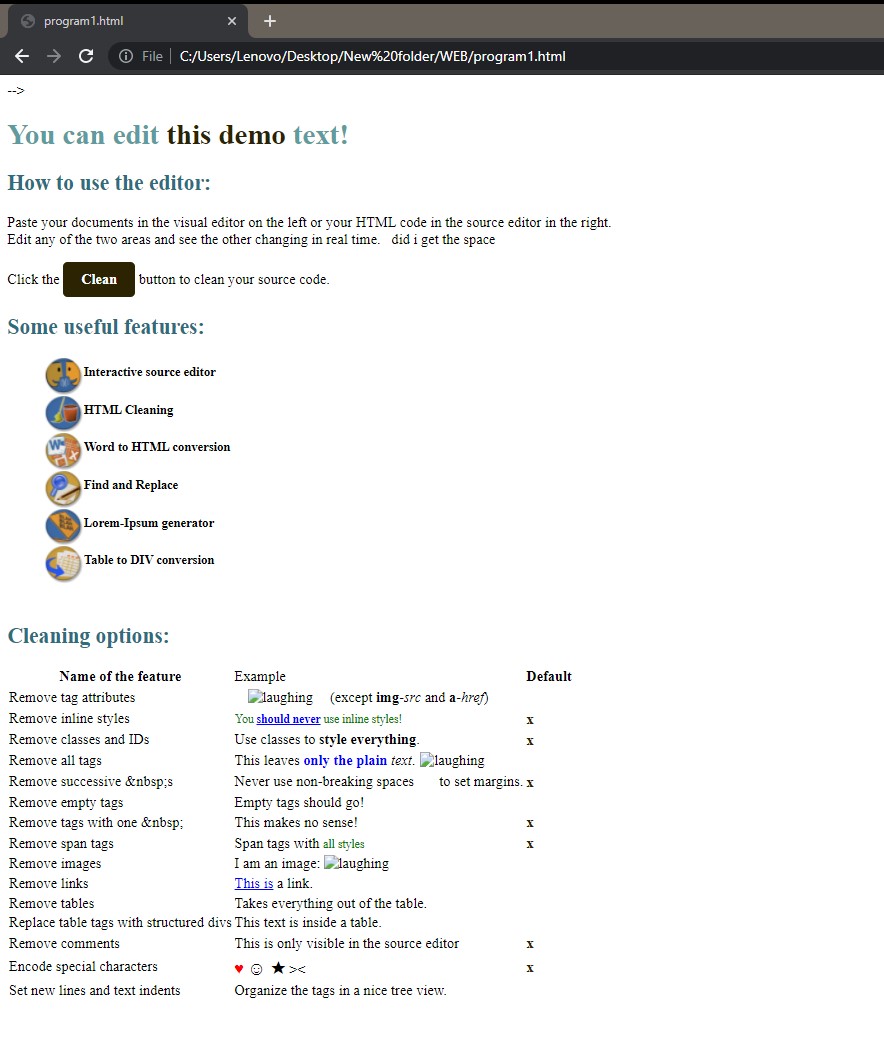 program1.html
File C:/Users/Lenovo/Desktop/New%20folder/WEB/program1.html
-->
You can edit this demo text!
How to use the editor:
Paste your documents in the visual editor on the left or your HTML code in the source editor in the right.
Edit any of the two areas and see the other changing in real time.   did i get the space
Click the Clean button to clean your source code.
Some useful features:
Interactive source editor
HTML Cleaning
Word to HTML conversion
Find and Replace
Lorem-Ipsum generator
Table to DIV conversion
Cleaning options:
Name of the feature Example Default
Remove tag attributes laughing (except img-src and a-href)
Remove inline styles You should never use inline styles! x
Remove classes and IDs Use classes to style everything. x
Remove all tags This leaves only the plain text. laughing
Remove successive &nbsp;s Never use non-breaking spaces to set margins. x
Remove empty tags Empty tags should go!
Remove tags with one &nbsp; This makes no sense! x
Remove span tags Span tags with all styles x
Remove images I am an image: laughing
Remove links This is a link.
Remove tables Takes everything out of the table.
Replace table tags with structured divs This text is inside a table.
Remove comments This is only visible in the source editor x
Encode special characters ♥ ☺ ★ >< x
Set new lines and text indents Organize the tags in a nice tree view.